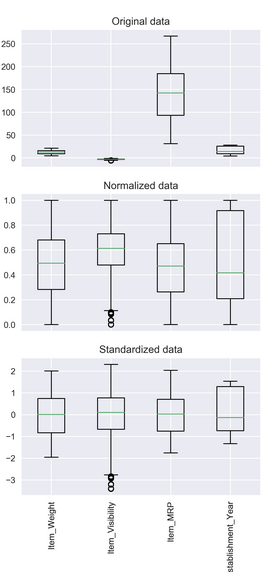 Original data
250
200
150
100
50
0
Normalized data
1.0
0.8
0.6
0.4
0.2
0.0
Standardized data
2
1
0
−1
−2
−3
Item_Weight
Item_Visibility
Item_MRP
stablishment_Year